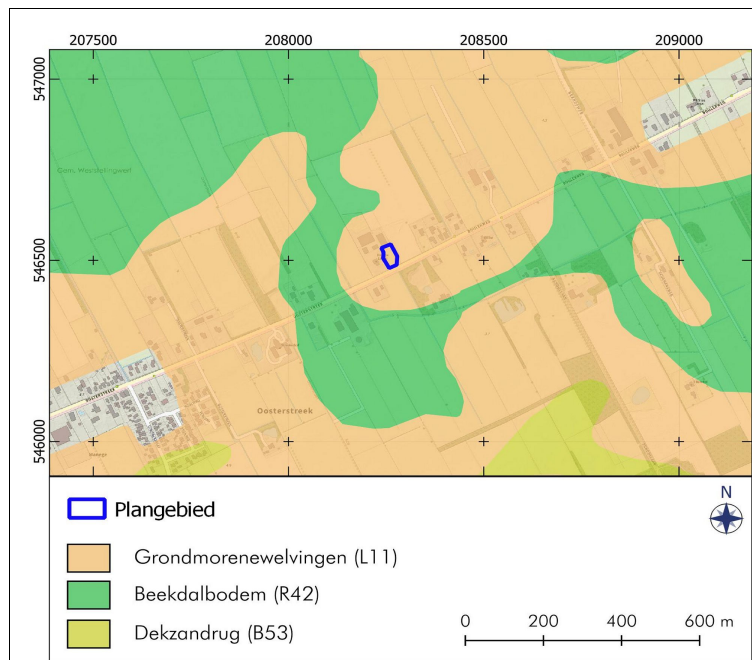 207500 208000 208500 209000
547000
546500
546000
Oosterstreek
Plangebied
N
Grondmorenewelvingen (L11)
Beekdalbodem (R42)
Dekzandrug (B53)
0 200 400 600 m